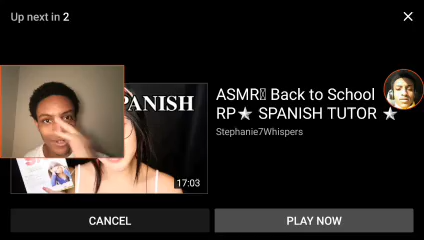 Up next in 2
PANISH
ASMR Back to School
RP★ SPANISH TUTOR ★
Stephanie7Whispers
17:03
CANCEL
PLAY NOW